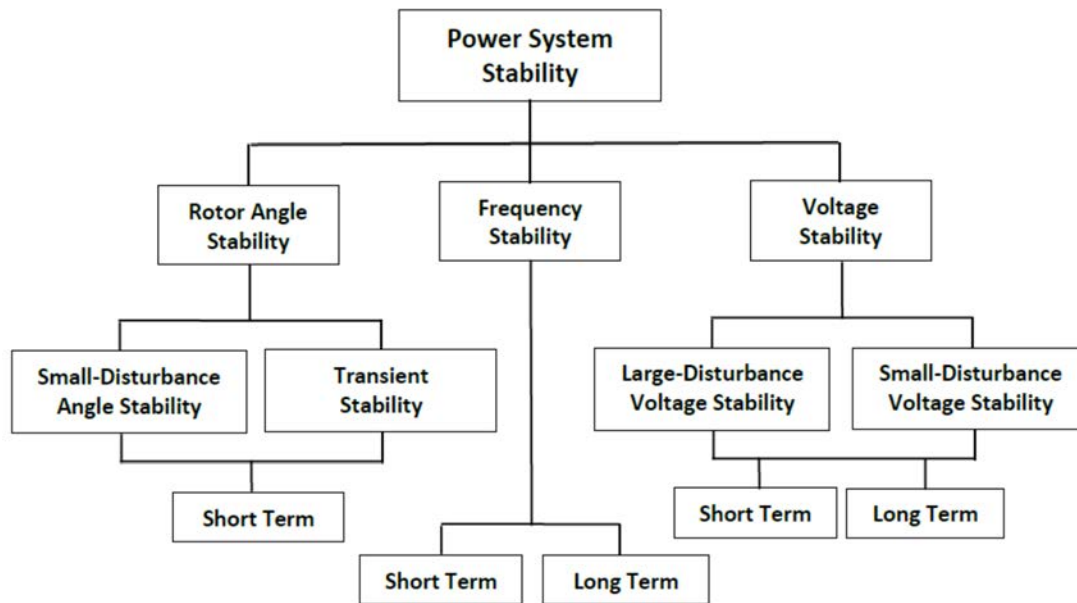 Power System
Stability
Rotor Angle
Stability
Frequency
Stability
Voltage
Stability
Small-Disturbance
Angle Stability
Transient
Stability
Large-Disturbance
Voltage Stability
Small-Disturbance
Voltage Stability
Short Term
Short Term
Long Term
Short Term
Long Term